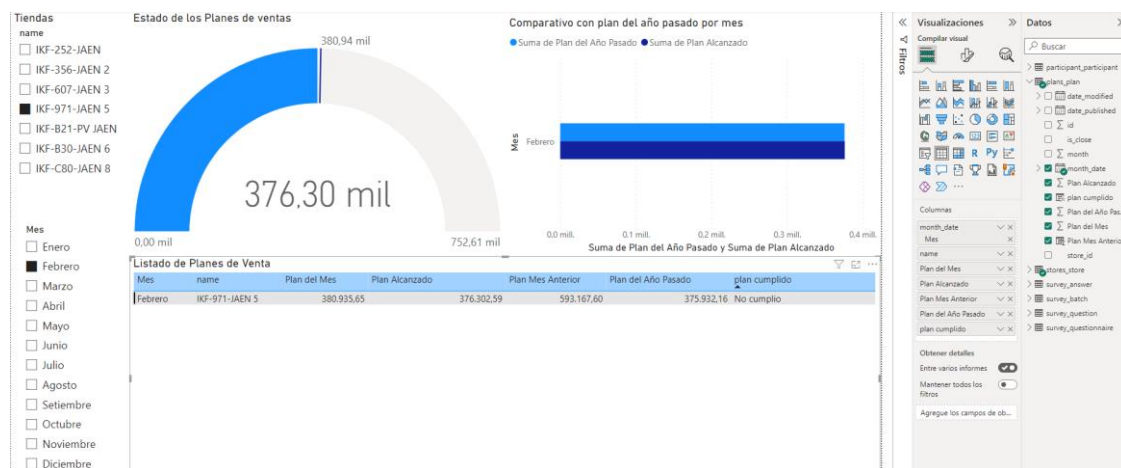 Tiendas
name
IKF-252-JAEN
IKF-356-JAEN 2
IKF-607-JAEN 3
IKF-971-JAEN 5
IKF-B21-PV JAEN
IKF-B30-JAEN 6
IKF-C80-JAEN 8
Mes
Enero
Febrero
Marzo
Abril
Mayo
Junio
Julio
Agosto
Setiembre
Octubre
Noviembre
Diciembre
Estado de los Planes de ventas
380,94 mil
376,30 mil
0,00 mil
752,61 mil
Comparativo con plan del año pasado por mes
Suma de Plan del Año Pasado Suma de Plan Alcanzado
Mes
Febrero
0,0 mill. 0,1 mill. 0,2 mill. 0,3 mill. 0,4 mill.
Suma de Plan del Año Pasado y Suma de Plan Alcanzado
Listado de Planes de Venta
Mes name Plan del Mes Plan Alcanzado Plan Mes Anterior Plan del Año Pasado plan cumplido
Febrero IKF-971-JAEN 5 380.935,65 376.302,59 593.167,60 375.932,16 No cumplio
Filtros
Visualizaciones
Compilar visual
R Py
Columnas
month_date
Mes
name
Plan del Mes
Plan Alcanzado
Plan Mes Anterior
Plan del Año Pasado
plan cumplido
Obtener detalles
Entre varios informes
Mantener todos los
filtros
Agregue los campos de ob...
Datos
Buscar
participant_participant
plans_plan
date_modified
date_published
id
is_close
month
month_date
Plan Alcanzado
plan cumplido
Plan del Año Pas
Plan del Mes
Plan Mes Anterio
store_id
stores_store
survey_answer
survey_batch
survey_question
survey_questionnaire